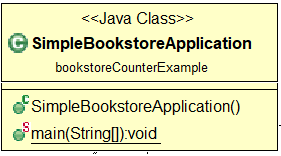 <<Java Class>>
SimpleBookstoreApplication
bookstoreCounterExample
SimpleBookstoreApplication()
main(String[]):void